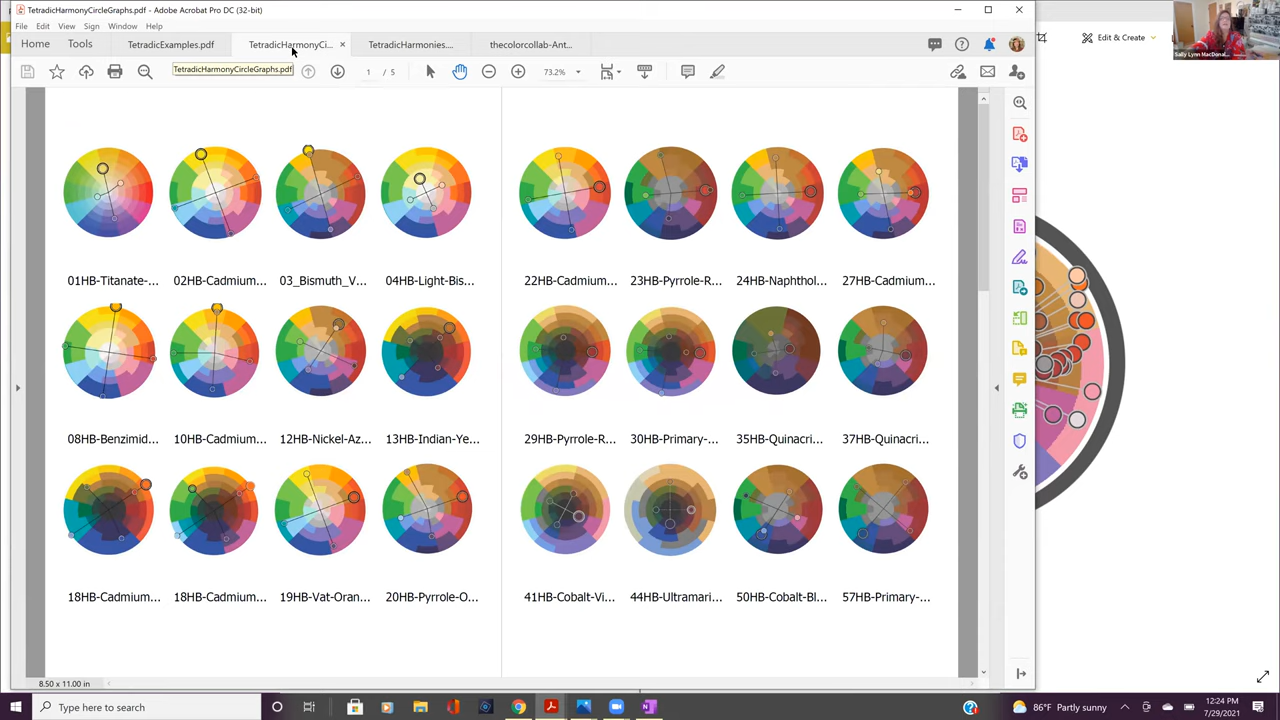 TetradicHarmonyCircleGraphs.pdf - Adobe Acrobat Pro DC (32-bit)
File Edit View Sign Window Help
Home Tools TetradicExamples.pdf TetradicHarmonyCi... × TetradicHarmonies.... thecolorcollab-Ant...
Edit & Create
Sally Lynn MacDonal...
TetradicHarmonyCircleGraphs.pdf
1 / 5
73.2%
01HB-Titanate-... 02HB-Cadmium... 03_Bismuth_V... 04HB-Light-Bis... 22HB-Cadmium... 23HB-Pyrrole-R... 24HB-Naphthol... 27HB-Cadmium...
08HB-Benzimid... 10HB-Cadmium... 12HB-Nickel-Az... 13HB-Indian-Ye... 29HB-Pyrrole-R... 30HB-Primary-... 35HB-Quinacri... 37HB-Quinacri...
18HB-Cadmium... 18HB-Cadmium... 19HB-Vat-Oran... 20HB-Pyrrole-O... 41HB-Cobalt-Vi... 44HB-Ultramari... 50HB-Cobalt-Bl... 57HB-Primary-...
8.50 x 11.00 in
Type here to search
86°F Partly sunny
12:24 PM
7/29/2021